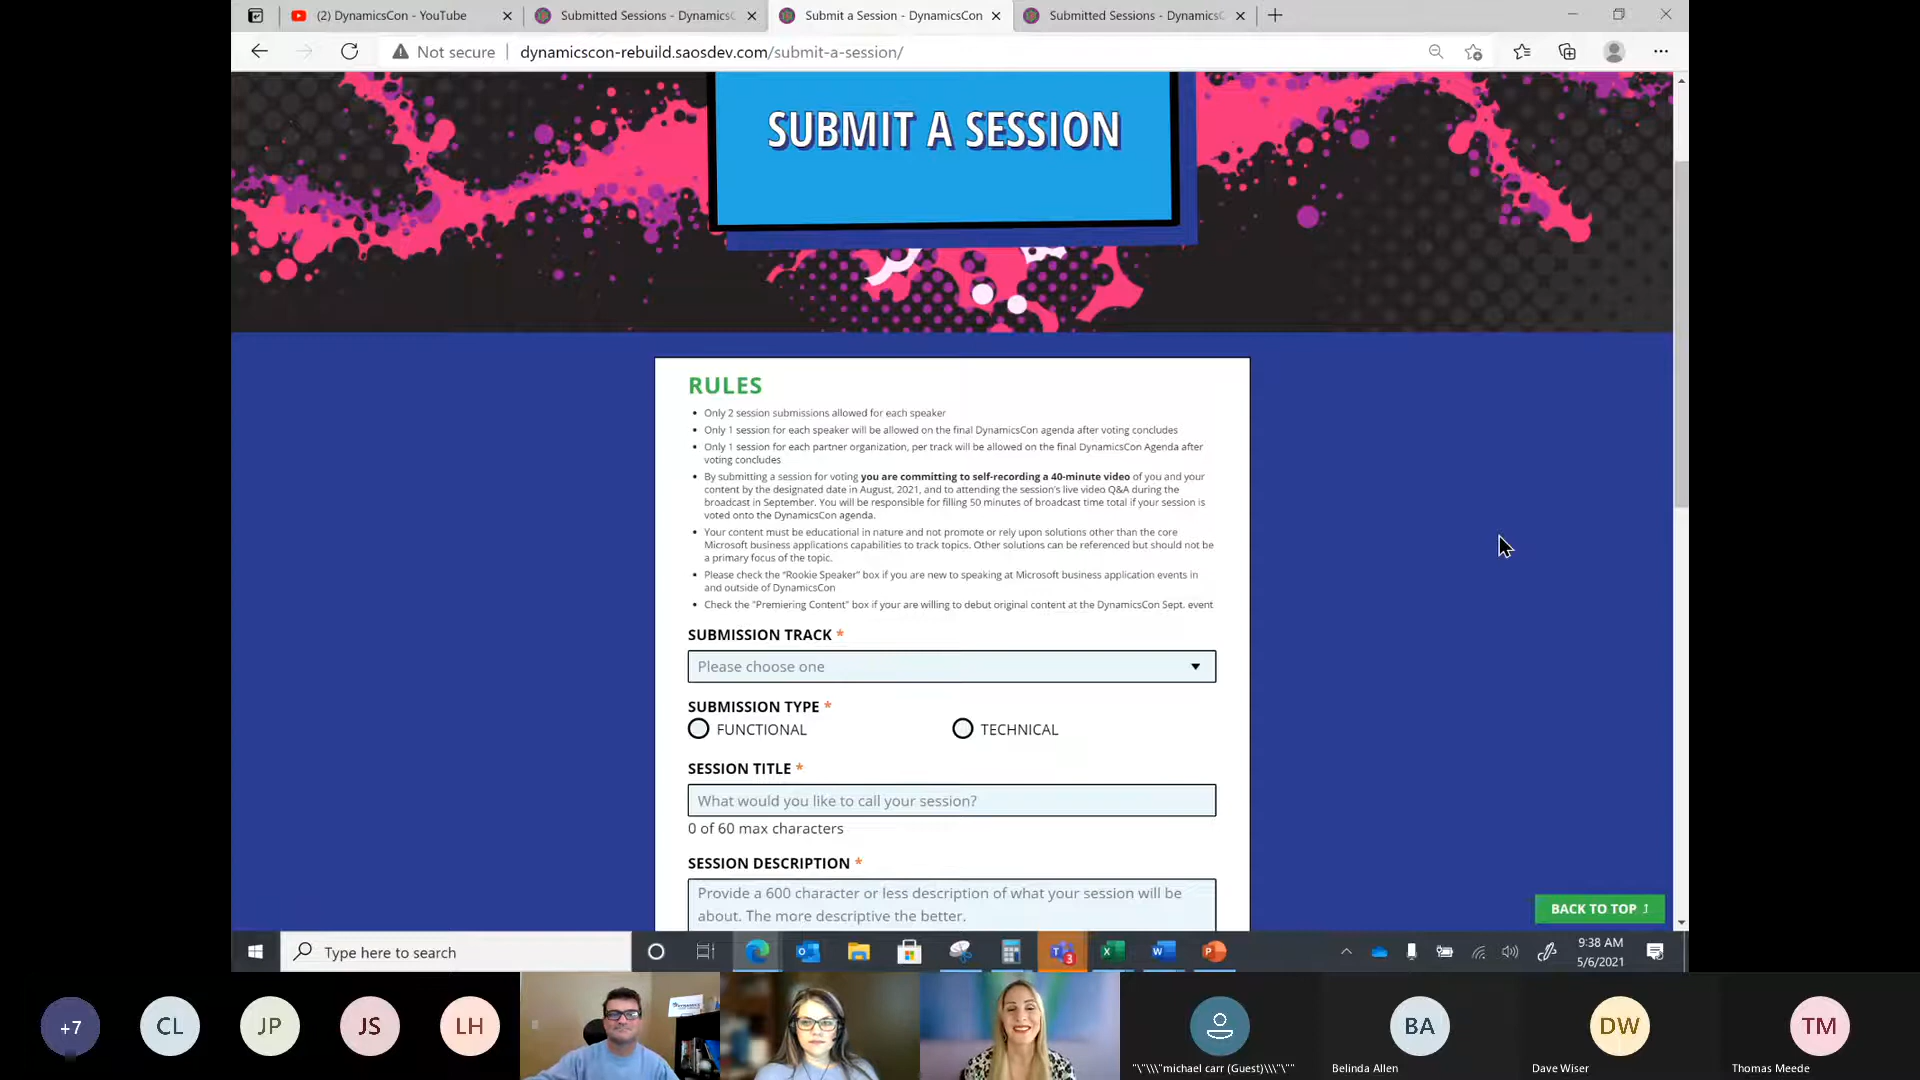 (2) DynamicsCon - YouTube
Submitted Sessions - DynamicsC
Submit a Session - DynamicsCon
Submitted Sessions - DynamicsC
Not secure
dynamicscon-rebuild.saosdev.com/submit-a-session/
SUBMIT A SESSION
RULES
• Only 2 session submissions allowed for each speaker
• Only 1 session for each speaker will be allowed on the final DynamicsCon agenda after voting concludes
• Only 1 session for each partner organization, per track will be allowed on the final DynamicsCon Agenda after
voting concludes
• By submitting a session for voting you are committing to self-recording a 40-minute video of you and your
content by the designated date in August, 2021, and to attending the session's live video Q&A during the
broadcast in September. You will be responsible for filling 50 minutes of broadcast time total if your session is
voted onto the DynamicsCon agenda.
• Your content must be educational in nature and not promote or rely upon solutions other than the core
Microsoft business applications capabilities to track topics. Other solutions can be referenced but should not be
a primary focus of the topic.
• Please check the "Rookie Speaker" box if you are new to speaking at Microsoft business application events in
and outside of DynamicsCon
• Check the "Premiering Content" box if your are willing to debut original content at the DynamicsCon Sept. event
SUBMISSION TRACK *
Please choose one
SUBMISSION TYPE *
FUNCTIONAL
TECHNICAL
SESSION TITLE *
What would you like to call your session?
0 of 60 max characters
SESSION DESCRIPTION *
Provide a 600 character or less description of what your session will be
about. The more descriptive the better.
BACK TO TOP
Type here to search
3
9:38 AM
5/6/2021
+7
CL
JP
JS
LH
BA
DW
TM
"\"\\\"michael carr (Guest)\\\"\""
Belinda Allen
Dave Wiser
Thomas Meede